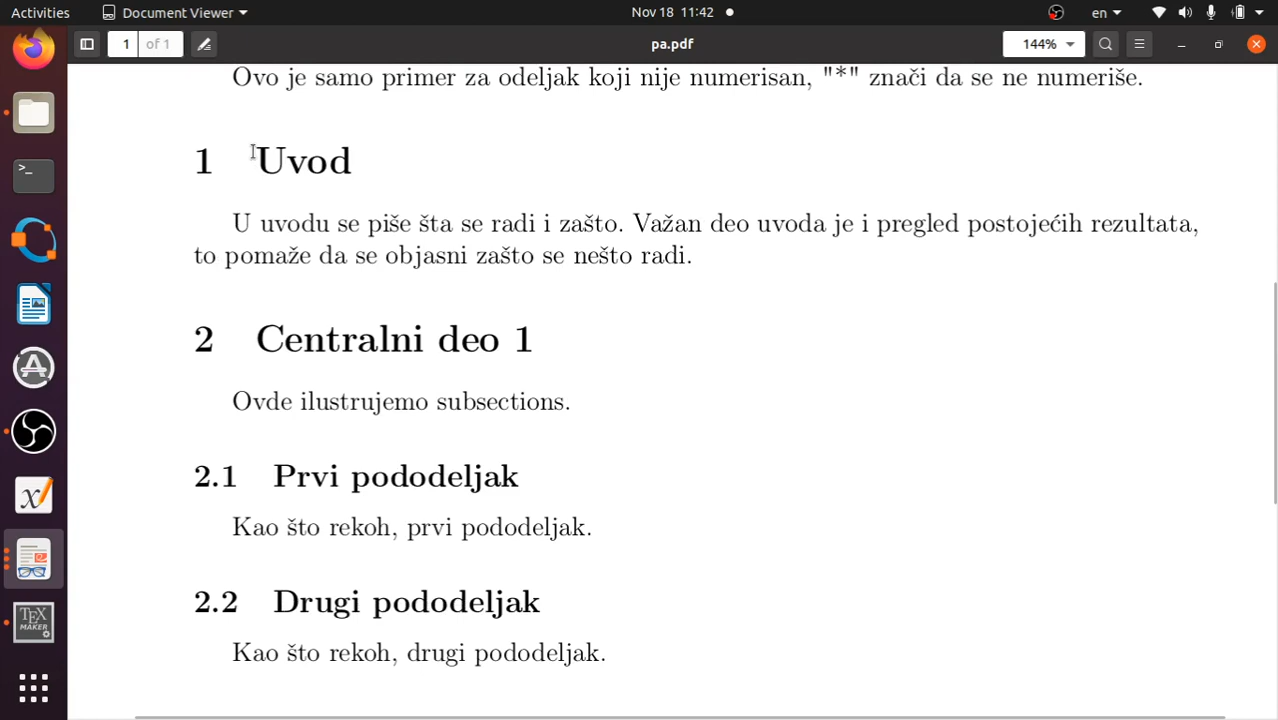 Activities Document Viewer Nov 18 11:42 en
1 of 1 pa.pdf 144%
Ovo je samo primer za odeljak koji nije numerisan, "*" znači da se ne numeriše.
1 Uvod
U uvodu se piše šta se radi i zašto. Važan deo uvoda je i pregled postojećih rezultata,
to pomaže da se objasni zašto se nešto radi.
2 Centralni deo 1
Ovde ilustrujemo subsections.
2.1 Prvi pododeljak
Kao što rekoh, prvi pododeljak.
2.2 Drugi pododeljak
Kao što rekoh, drugi pododeljak.
TEX
MAKER